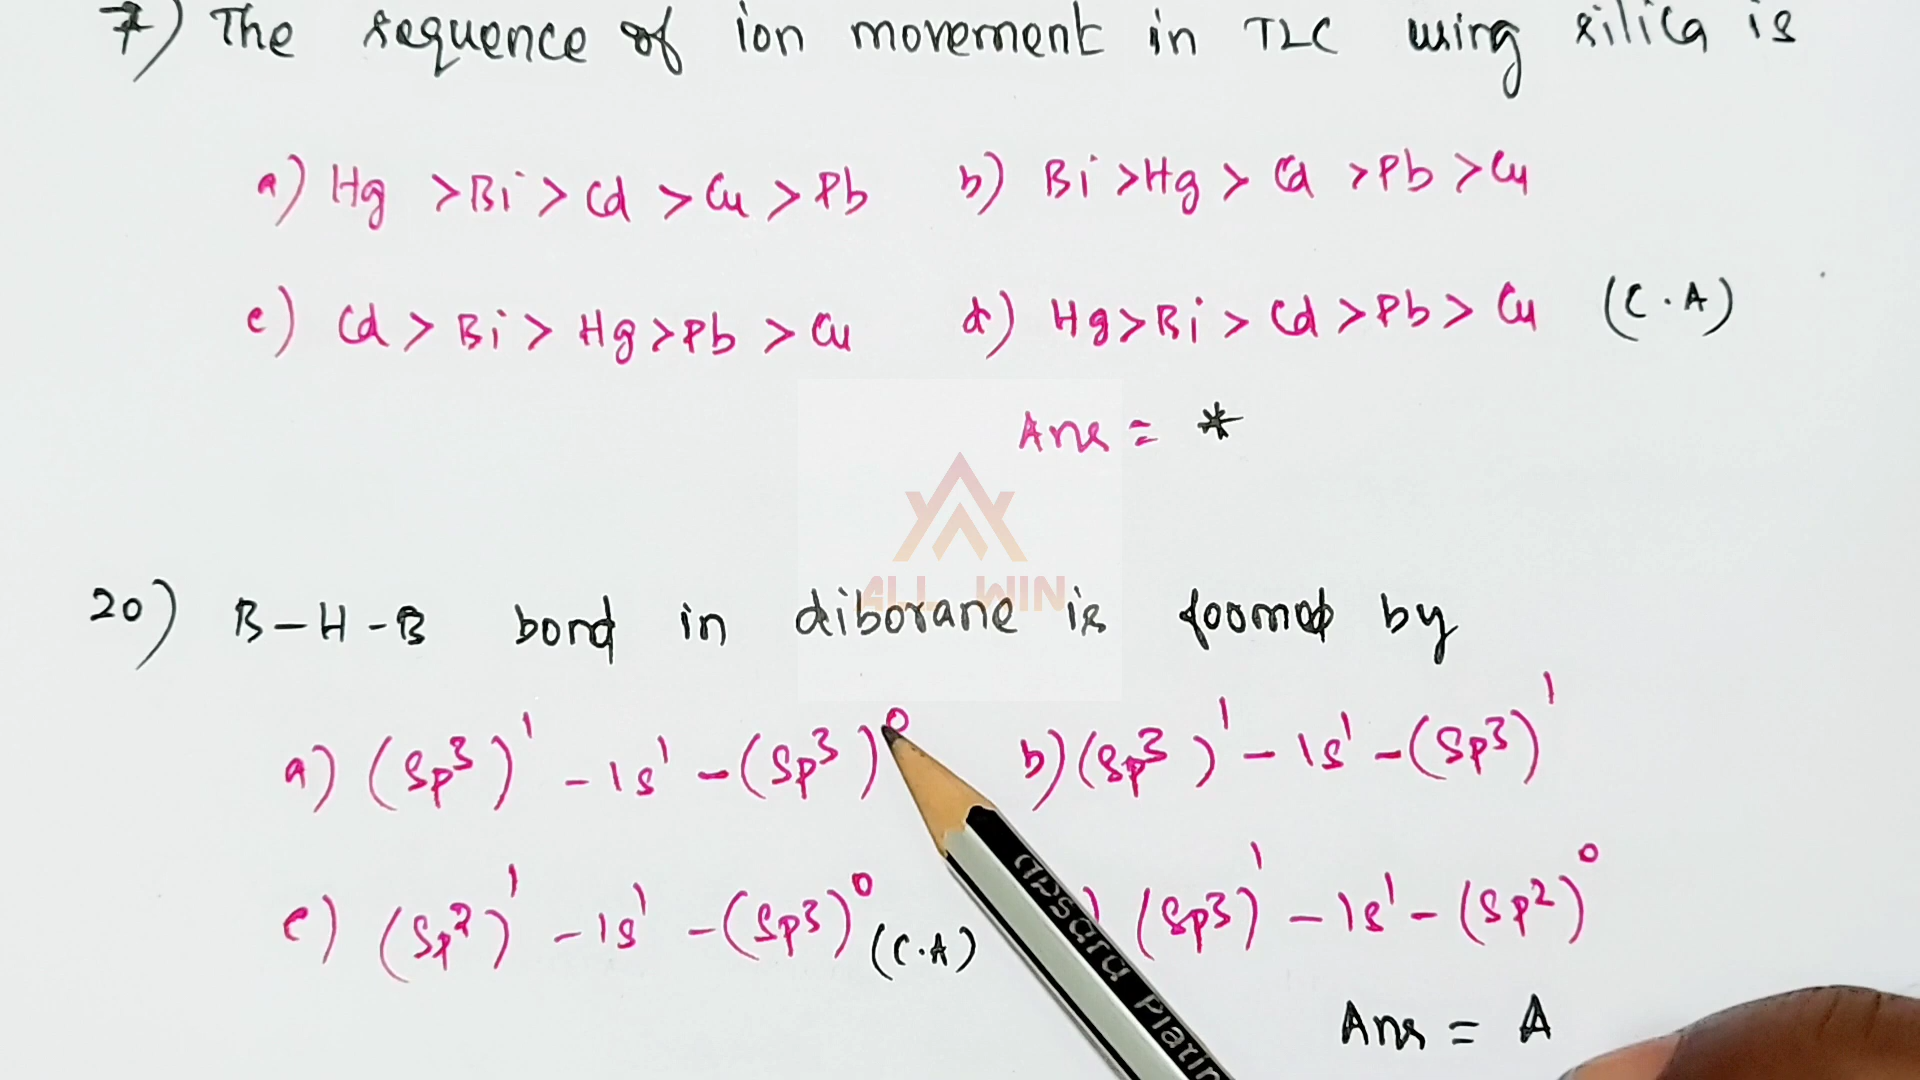 7) The sequence of ion movement in TLC using silica is
a) Hg > Bi > Cd > Cu > Pb b) Bi > Hg > Cd > Pb > Cu
c) Cd > Bi > Hg > Pb > Cu d) Hg > Bi > Cd > Pb > Cu (C.A)
Ans = *
ALL WIN
20) B-H-B bond in diborane is formed by
a) (Sp³)¹ - 1s¹ - (Sp³)⁰ b) (Sp³)¹ - 1s¹ - (Sp³)¹
c) (Sp²)¹ - 1s¹ - (Sp³)⁰ (C.A) ) (Sp³)¹ - 1s¹ - (Sp²)⁰
Ans = A
apsara Platin